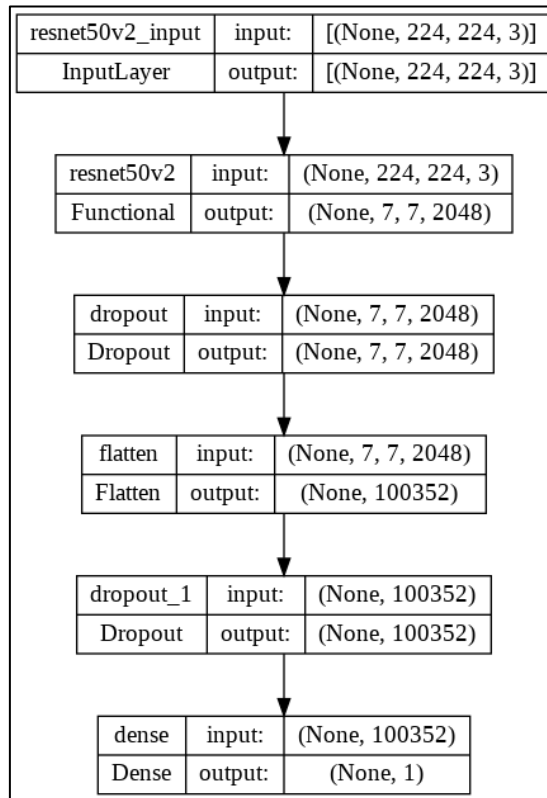 resnet50v2_input input: [(None, 224, 224, 3)]
InputLayer output: [(None, 224, 224, 3)]
resnet50v2 input: (None, 224, 224, 3)
Functional output: (None, 7, 7, 2048)
dropout input: (None, 7, 7, 2048)
Dropout output: (None, 7, 7, 2048)
flatten input: (None, 7, 7, 2048)
Flatten output: (None, 100352)
dropout_1 input: (None, 100352)
Dropout output: (None, 100352)
dense input: (None, 100352)
Dense output: (None, 1)